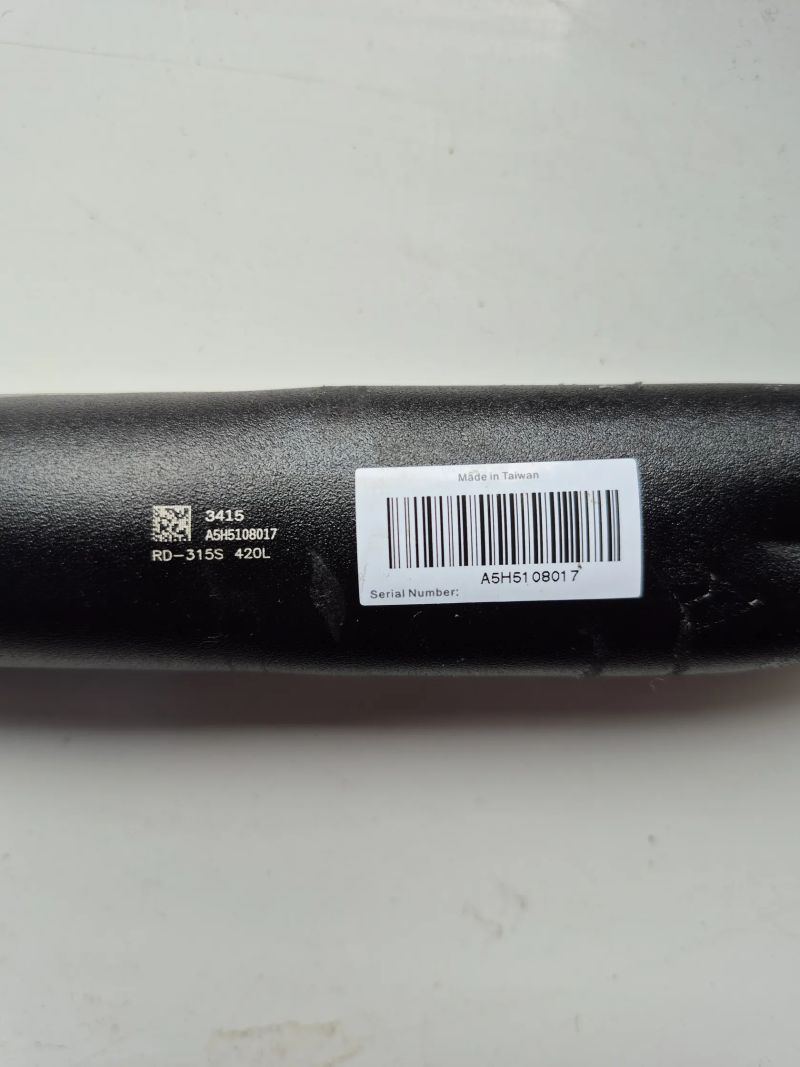 3415
A5H5108017
RD-315S 420L
Made in Taiwan
A5H5108017
Serial Number: